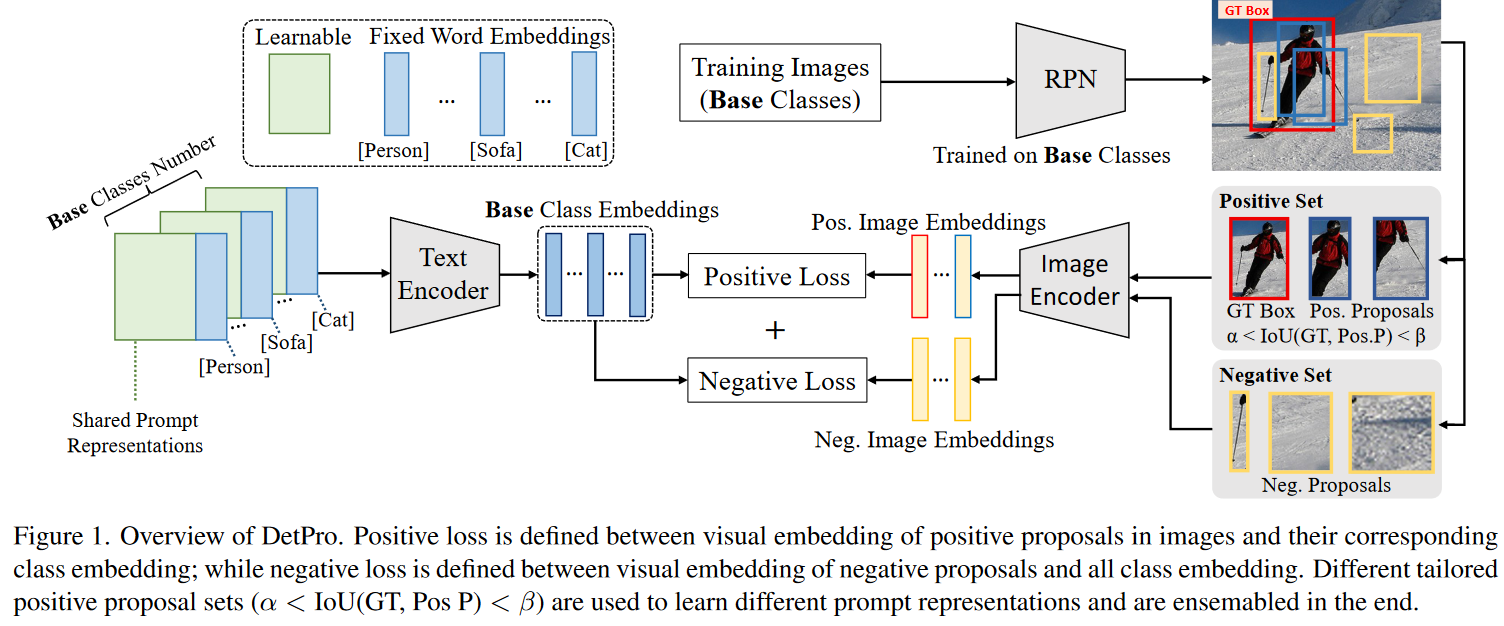 Learnable
Fixed Word Embeddings
...
...
[Person]
[Sofa]
[Cat]
Training Images
(Base Classes)
RPN
Trained on Base Classes
GT Box
Base Classes Number
...
...
[Cat]
[Sofa]
[Person]
Shared Prompt
Representations
Text
Encoder
Base Class Embeddings
...
...
Positive Loss
+
Negative Loss
Pos. Image Embeddings
...
...
Neg. Image Embeddings
Image
Encoder
Positive Set
GT Box
Pos. Proposals
α < IoU(GT, Pos.P) < β
Negative Set
Neg. Proposals
Figure 1. Overview of DetPro. Positive loss is defined between visual embedding of positive proposals in images and their corresponding
class embedding; while negative loss is defined between visual embedding of negative proposals and all class embedding. Different tailored
positive proposal sets (α < IoU(GT, Pos P) < β) are used to learn different prompt representations and are ensembled in the end.